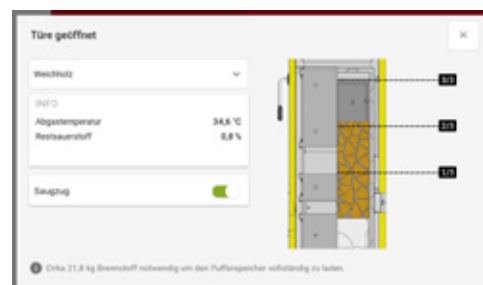 Türe geöffnet
×
Weichholz
INFO
Abgastemperatur 34,6 °C
Restsauerstoff 0,8 %
Saugzug
3/3
2/3
1/3
Cirka 21,8 kg Brennstoff notwendig um den Pufferspeicher vollständig zu laden.